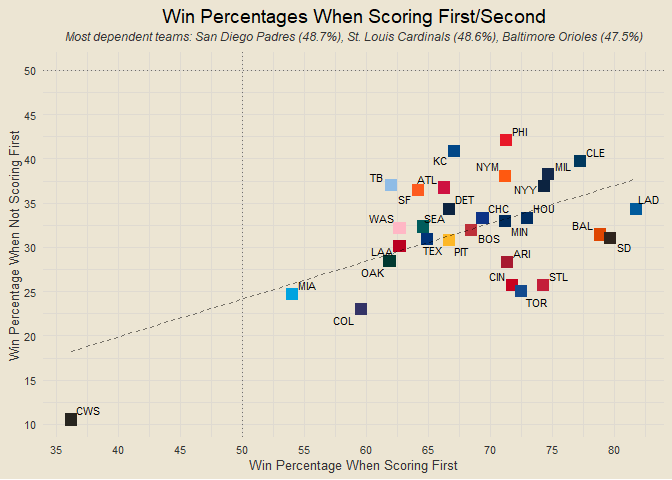 Win Percentages When Scoring First/Second
Most dependent teams: San Diego Padres (48.7%), St. Louis Cardinals (48.6%), Baltimore Orioles (47.5%)
Win Percentage When Not Scoring First
50
45
40
35
30
25
20
15
10
PHI
KC
CLE
TB
ATL
NYM
MIL
SF
NYY
DET
LAD
WAS
SEA
CHC
HOU
BAL
MIN
SD
LAA
TEX
PIT
BOS
OAK
ARI
MIA
CIN
STL
COL
TOR
CWS
35
40
45
50
55
60
65
70
75
80
Win Percentage When Scoring First